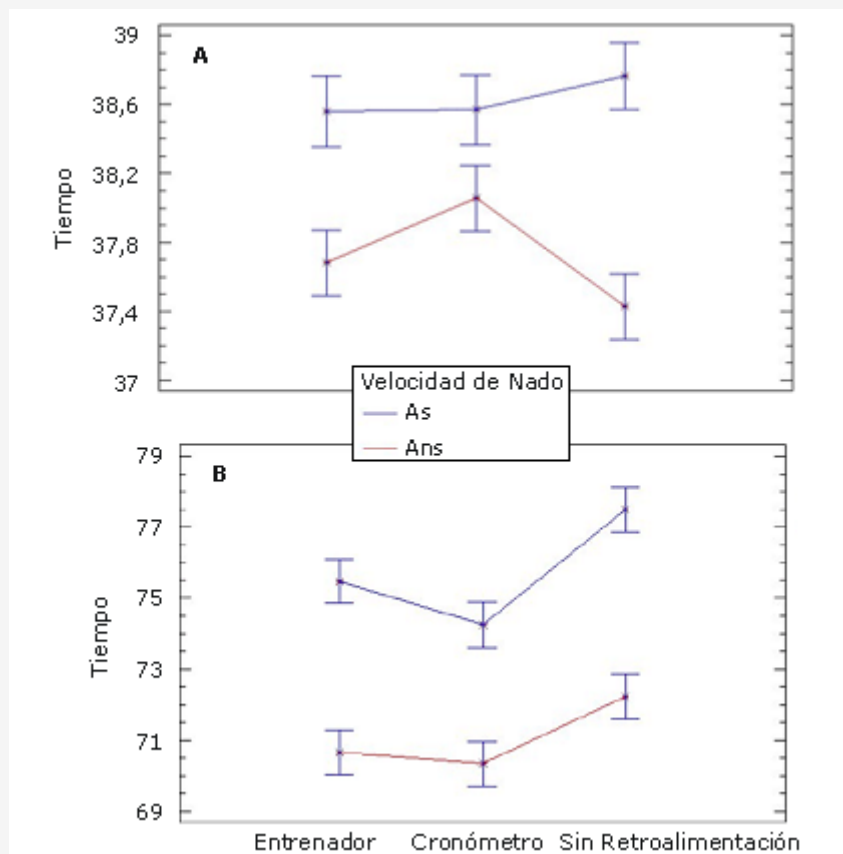 A
39
38,6
38,2
37,8
37,4
37
Tiempo
Velocidad de Nado
As
Ans
B
79
77
75
73
71
69
Tiempo
Entrenador Cronómetro Sin Retroalimentación